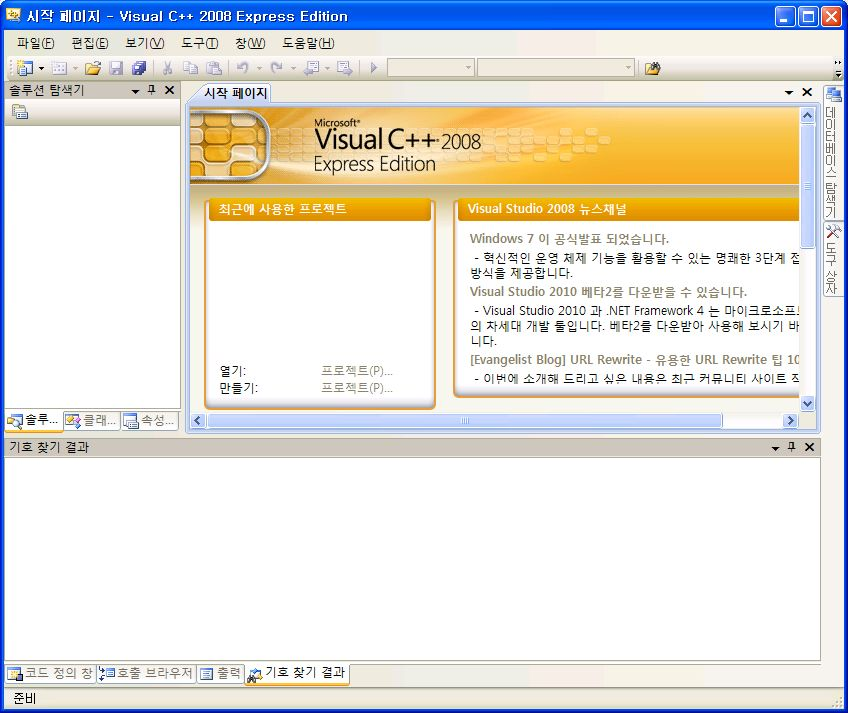 시작 페이지 - Visual C++ 2008 Express Edition
파일(F) 편집(E) 보기(V) 도구(T) 창(W) 도움말(H)
솔루션 탐색기
시작 페이지
Microsoft®
Visual C++ 2008
Express Edition
최근에 사용한 프로젝트
열기: 프로젝트(P)...
만들기: 프로젝트(P)...
Visual Studio 2008 뉴스채널
Windows 7 이 공식발표 되었습니다.
- 혁신적인 운영 체제 기능을 활용할 수 있는 명쾌한 3단계 접
방식을 제공합니다.
Visual Studio 2010 베타2를 다운받을 수 있습니다.
- Visual Studio 2010 과 .NET Framework 4 는 마이크로소프
의 차세대 개발 툴입니다. 베타2를 다운받아 사용해 보시기 바
니다.
[Evangelist Blog] URL Rewrite - 유용한 URL Rewrite 팁 10
- 이번에 소개해 드리고 싶은 내용은 최근 커뮤니티 사이트
데이터베이스 탐색기
도구 상자
솔루... 클래... 속성...
기호 찾기 결과
코드 정의 창 호출 브라우저 출력 기호 찾기 결과
준비